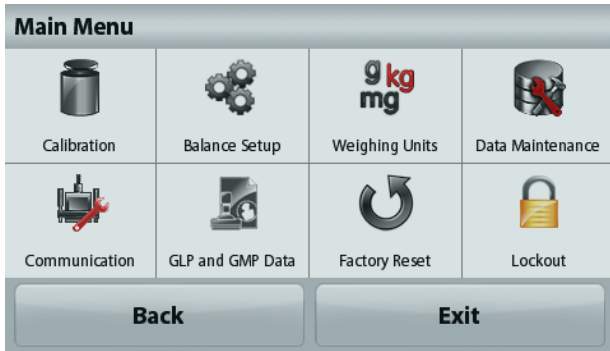 Main Menu
g kg
mg
Calibration Balance Setup Weighing Units Data Maintenance
Communication GLP and GMP Data Factory Reset Lockout
Back Exit